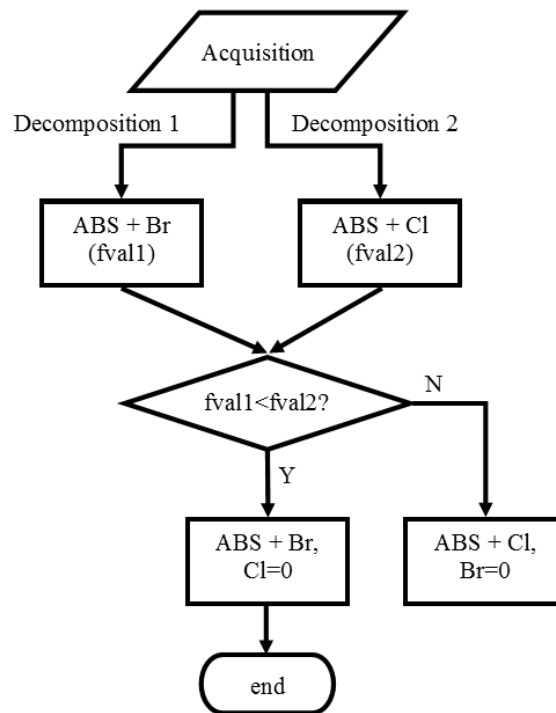 Acquisition
Decomposition 1
Decomposition 2
ABS + Br
(fval1)
ABS + Cl
(fval2)
fval1<fval2?
N
Y
ABS + Br,
Cl=0
ABS + Cl,
Br=0
end